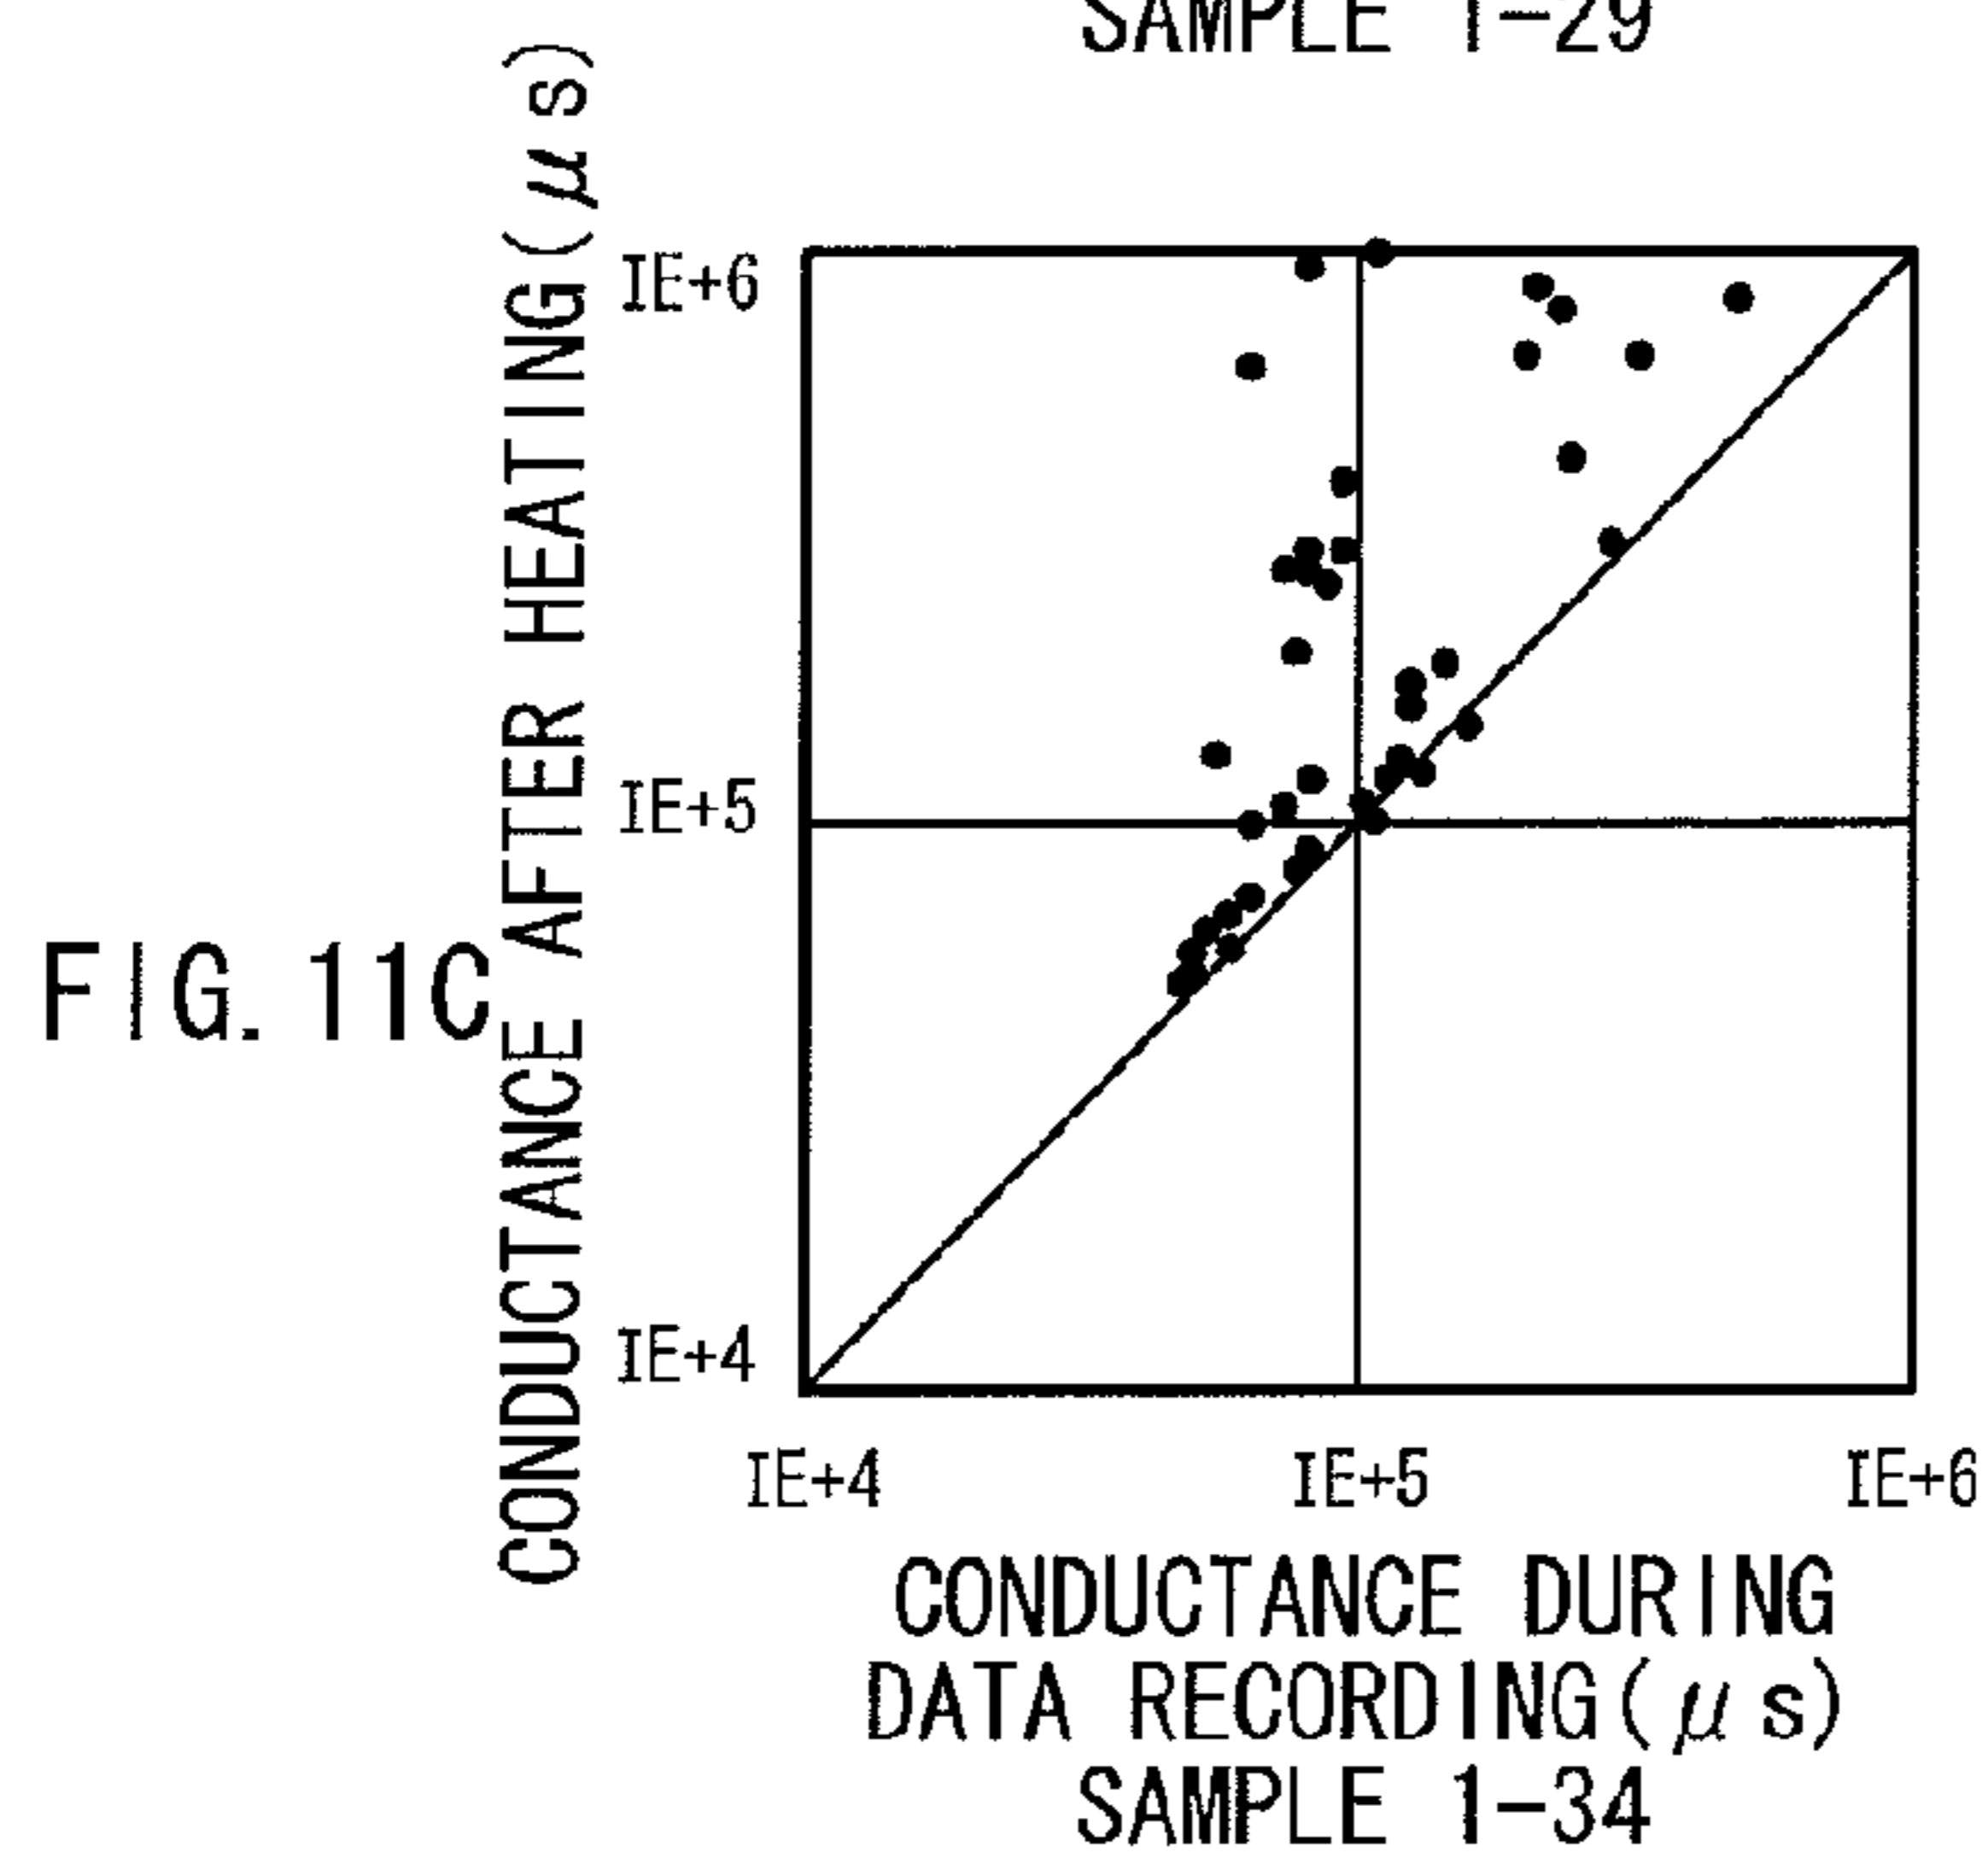 SAMPLE 1-29
CONDUCTANCE AFTER HEATING(μs)
IE+6
IE+5
FIG. 11C
IE+4
IE+4 IE+5 IE+6
CONDUCTANCE DURING
DATA RECORDING(μs)
SAMPLE 1-34